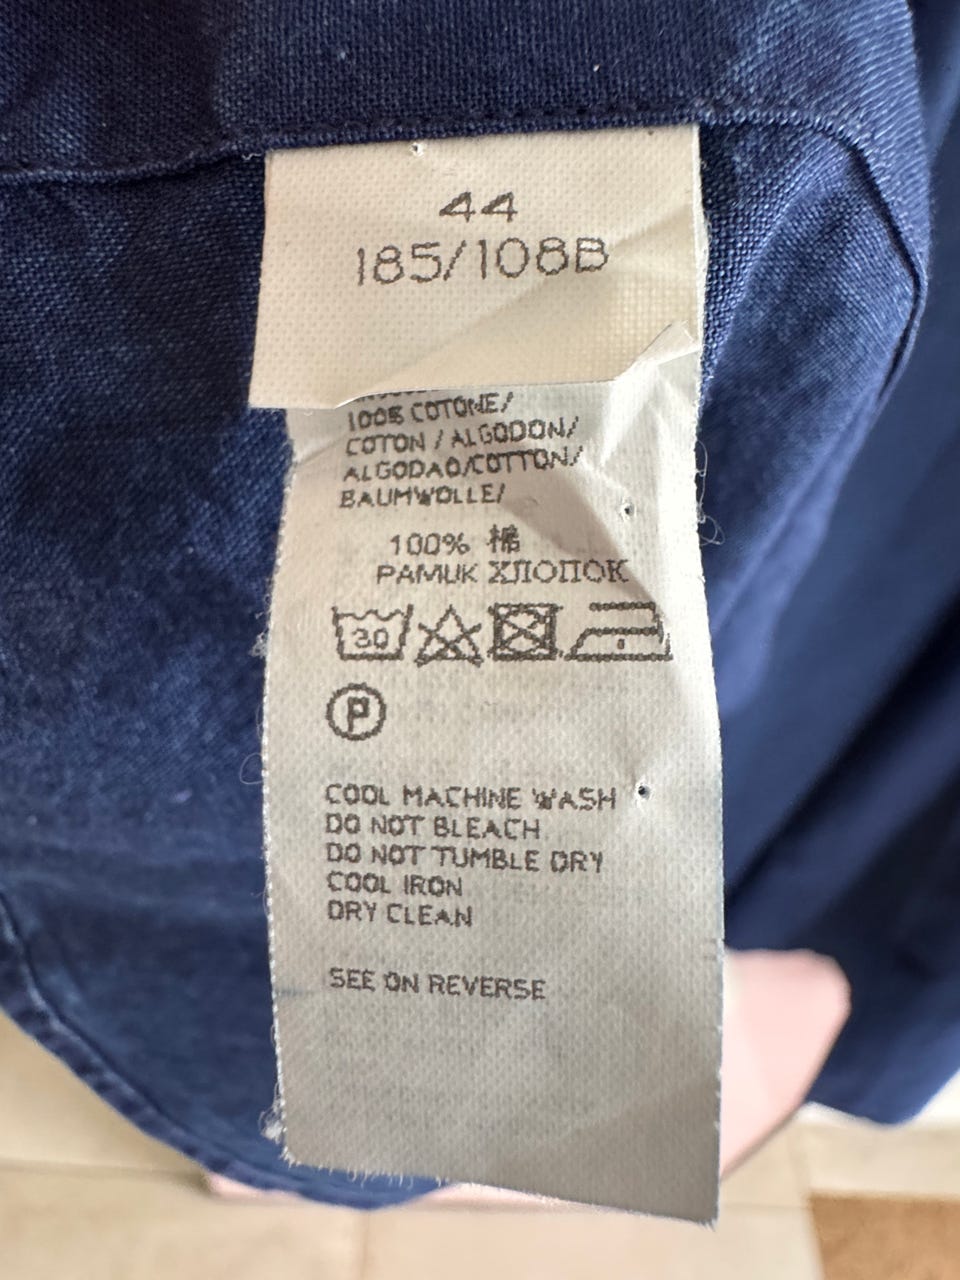 44
185/108B
100% COTONE/
COTON / ALGODON/
ALGODAO/COTTON/
BAUMWOLLE/
100% 棉
PAMUK ХЛОПОК
30
P
COOL MACHINE WASH
DO NOT BLEACH
DO NOT TUMBLE DRY
COOL IRON
DRY CLEAN
SEE ON REVERSE